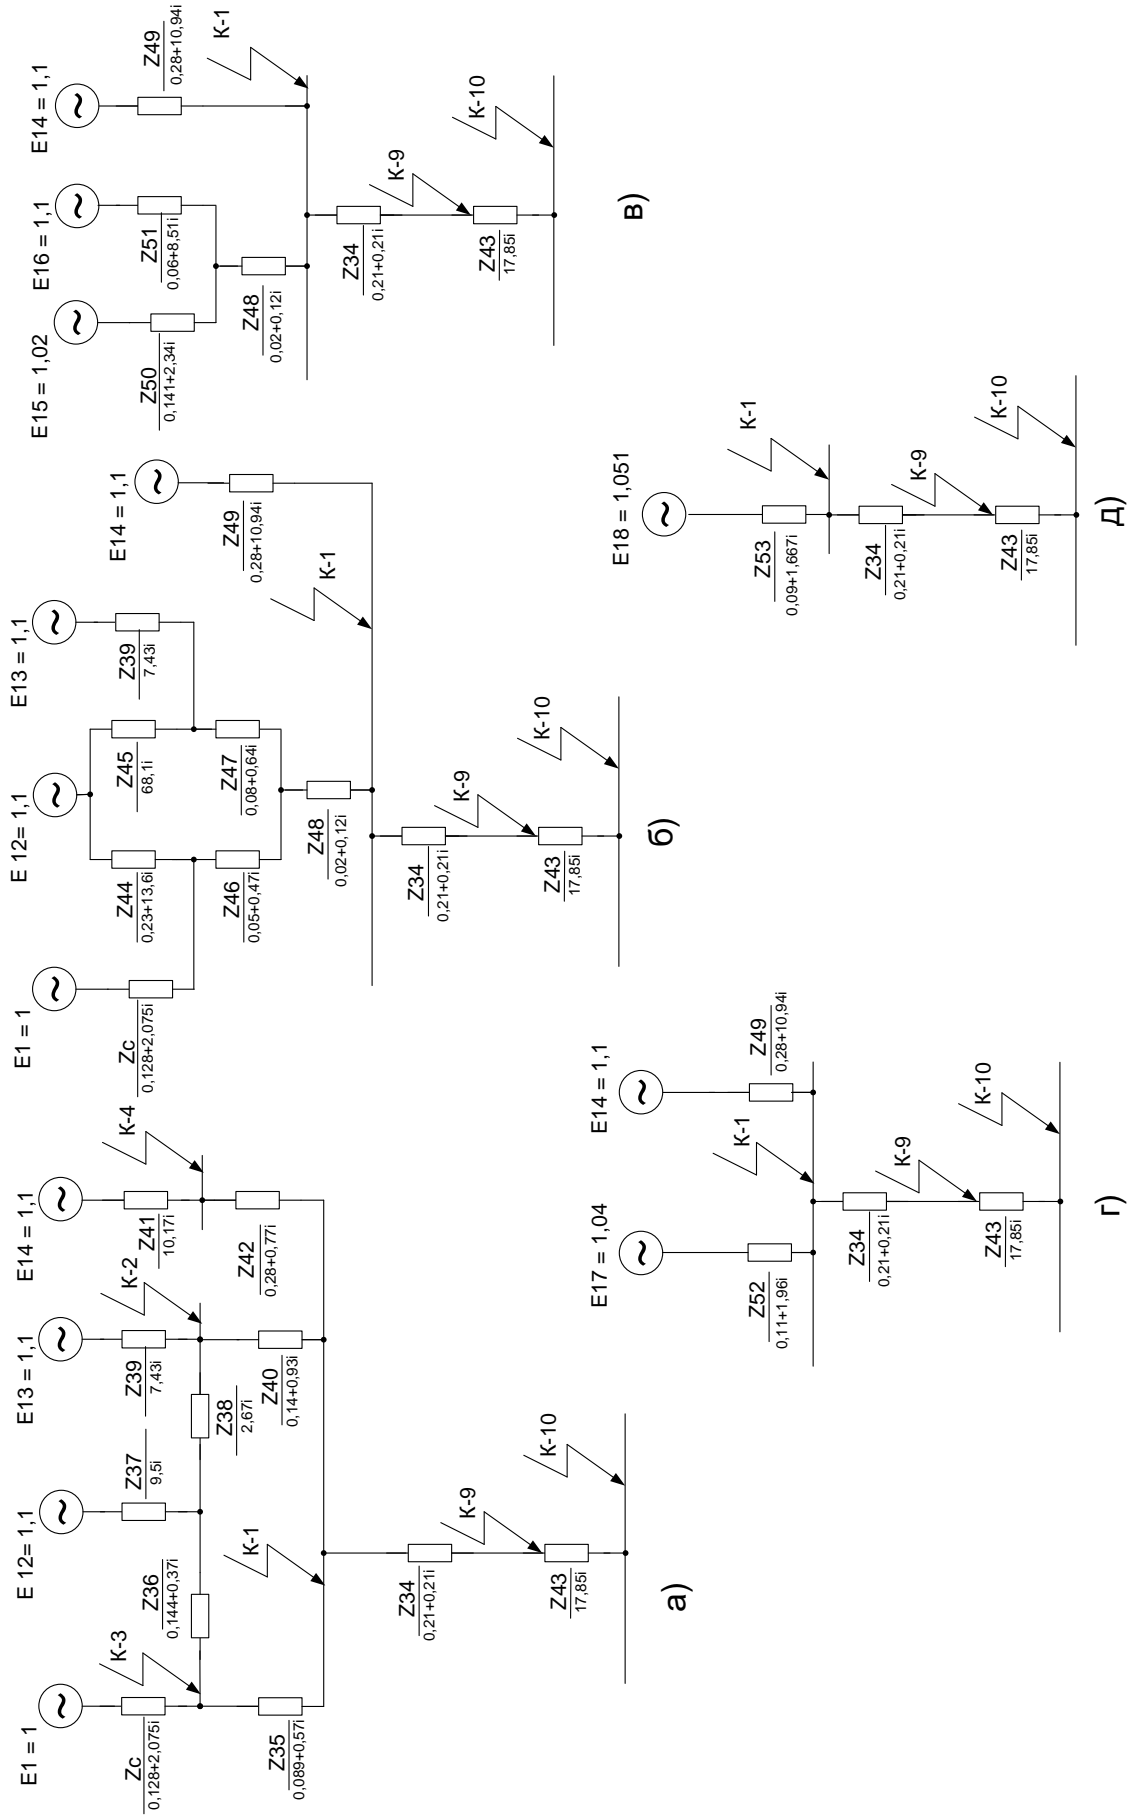 E1 = 1
Zc
0,128+2,075i
К-3
Z35
0,089+0,57i
Z36
0,144+0,37i
E 12= 1,1
Z37
9,5i
Z38
2,67i
E13 = 1,1
Z39
7,43i
К-2
Z40
0,14+0,93i
E14 = 1,1
Z41
10,17i
К-4
Z42
0,28+0,77i
К-1
Z34
0,21+0,21i
К-9
Z43
17,85i
К-10
а)
E1 = 1
Zc
0,128+2,075i
E 12= 1,1
Z44
0,23+13,6i
Z45
68,1i
Z46
0,05+0,47i
Z47
0,08+0,64i
E13 = 1,1
Z39
7,43i
E14 = 1,1
Z49
0,28+10,94i
Z48
0,02+0,12i
К-1
Z34
0,21+0,21i
К-9
Z43
17,85i
К-10
б)
E15 = 1,02
Z50
0,141+2,34i
E16 = 1,1
Z51
0,06+8,51i
E14 = 1,1
Z49
0,28+10,94i
Z48
0,02+0,12i
К-1
Z34
0,21+0,21i
К-9
Z43
17,85i
К-10
в)
E17 = 1,04
Z52
0,11+1,96i
E14 = 1,1
Z49
0,28+10,94i
К-1
Z34
0,21+0,21i
К-9
Z43
17,85i
К-10
г)
E18 = 1,051
Z53
0,09+1,667i
К-1
Z34
0,21+0,21i
К-9
Z43
17,85i
К-10
д)